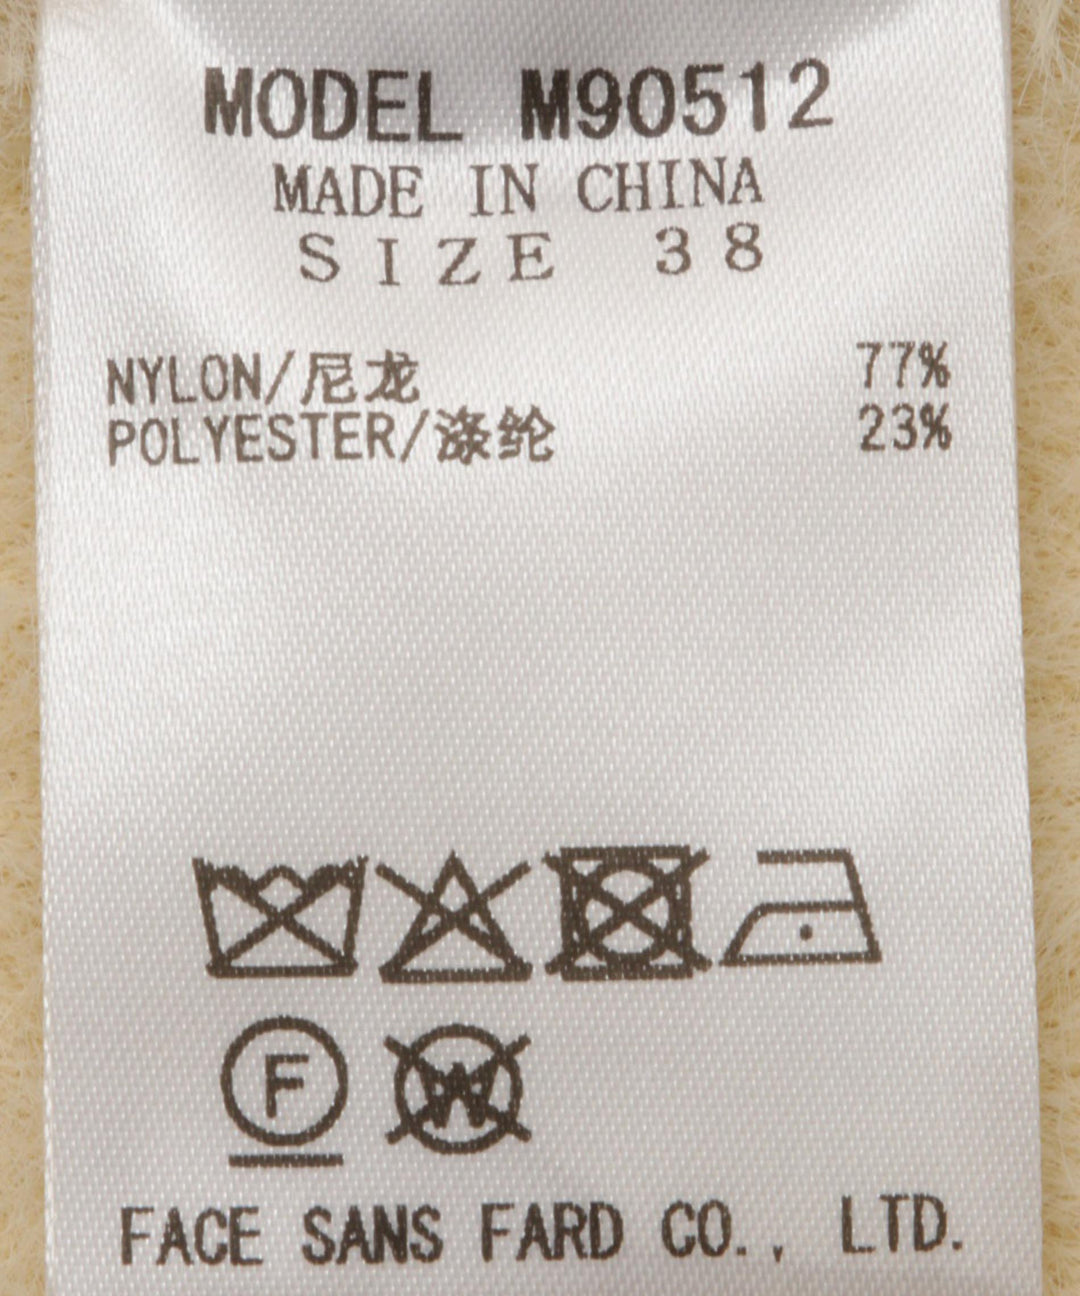 MODEL M90512
MADE IN CHINA
SIZE 38
NYLON/尼龙 77%
POLYESTER/涤纶 23%
F W
FACE SANS FARD CO., LTD.